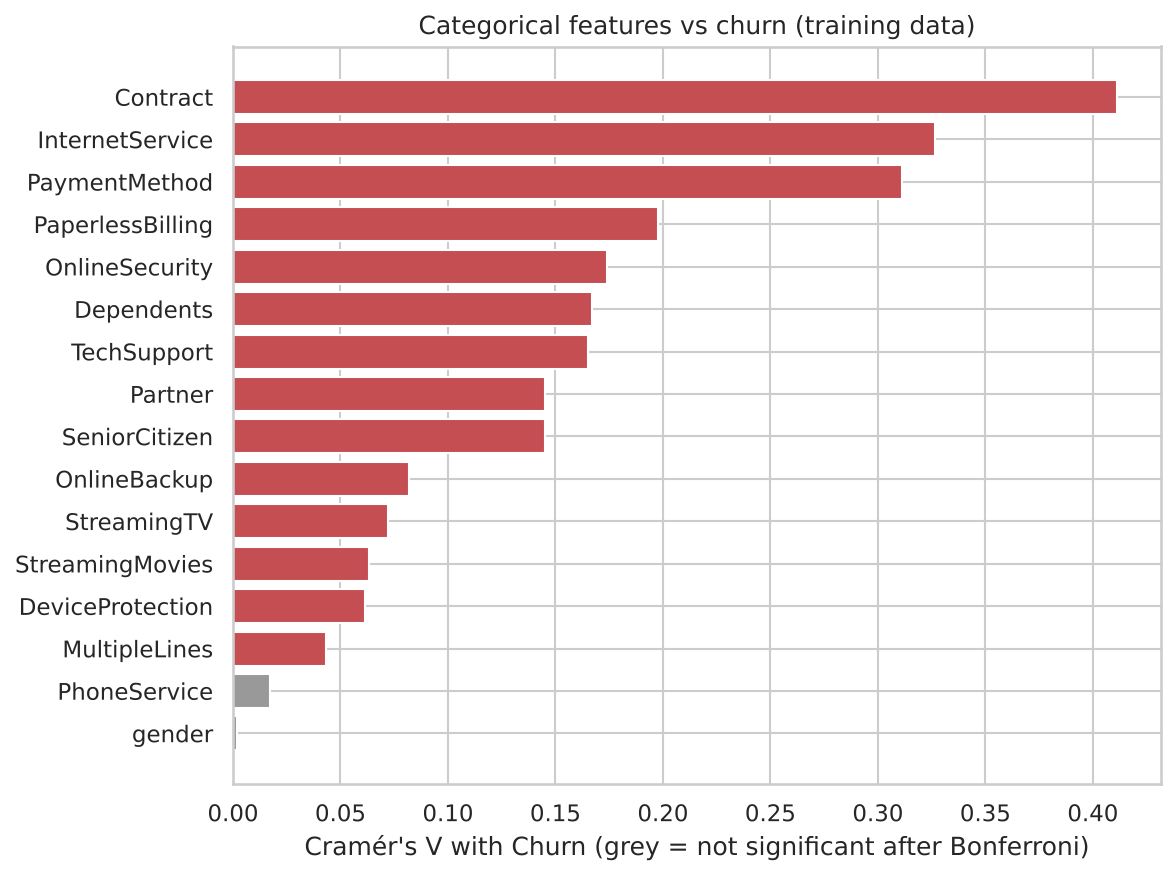 Categorical features vs churn (training data)
Contract
InternetService
PaymentMethod
PaperlessBilling
OnlineSecurity
Dependents
TechSupport
Partner
SeniorCitizen
OnlineBackup
StreamingTV
StreamingMovies
DeviceProtection
MultipleLines
PhoneService
gender
0.00 0.05 0.10 0.15 0.20 0.25 0.30 0.35 0.40
Cramér's V with Churn (grey = not significant after Bonferroni)